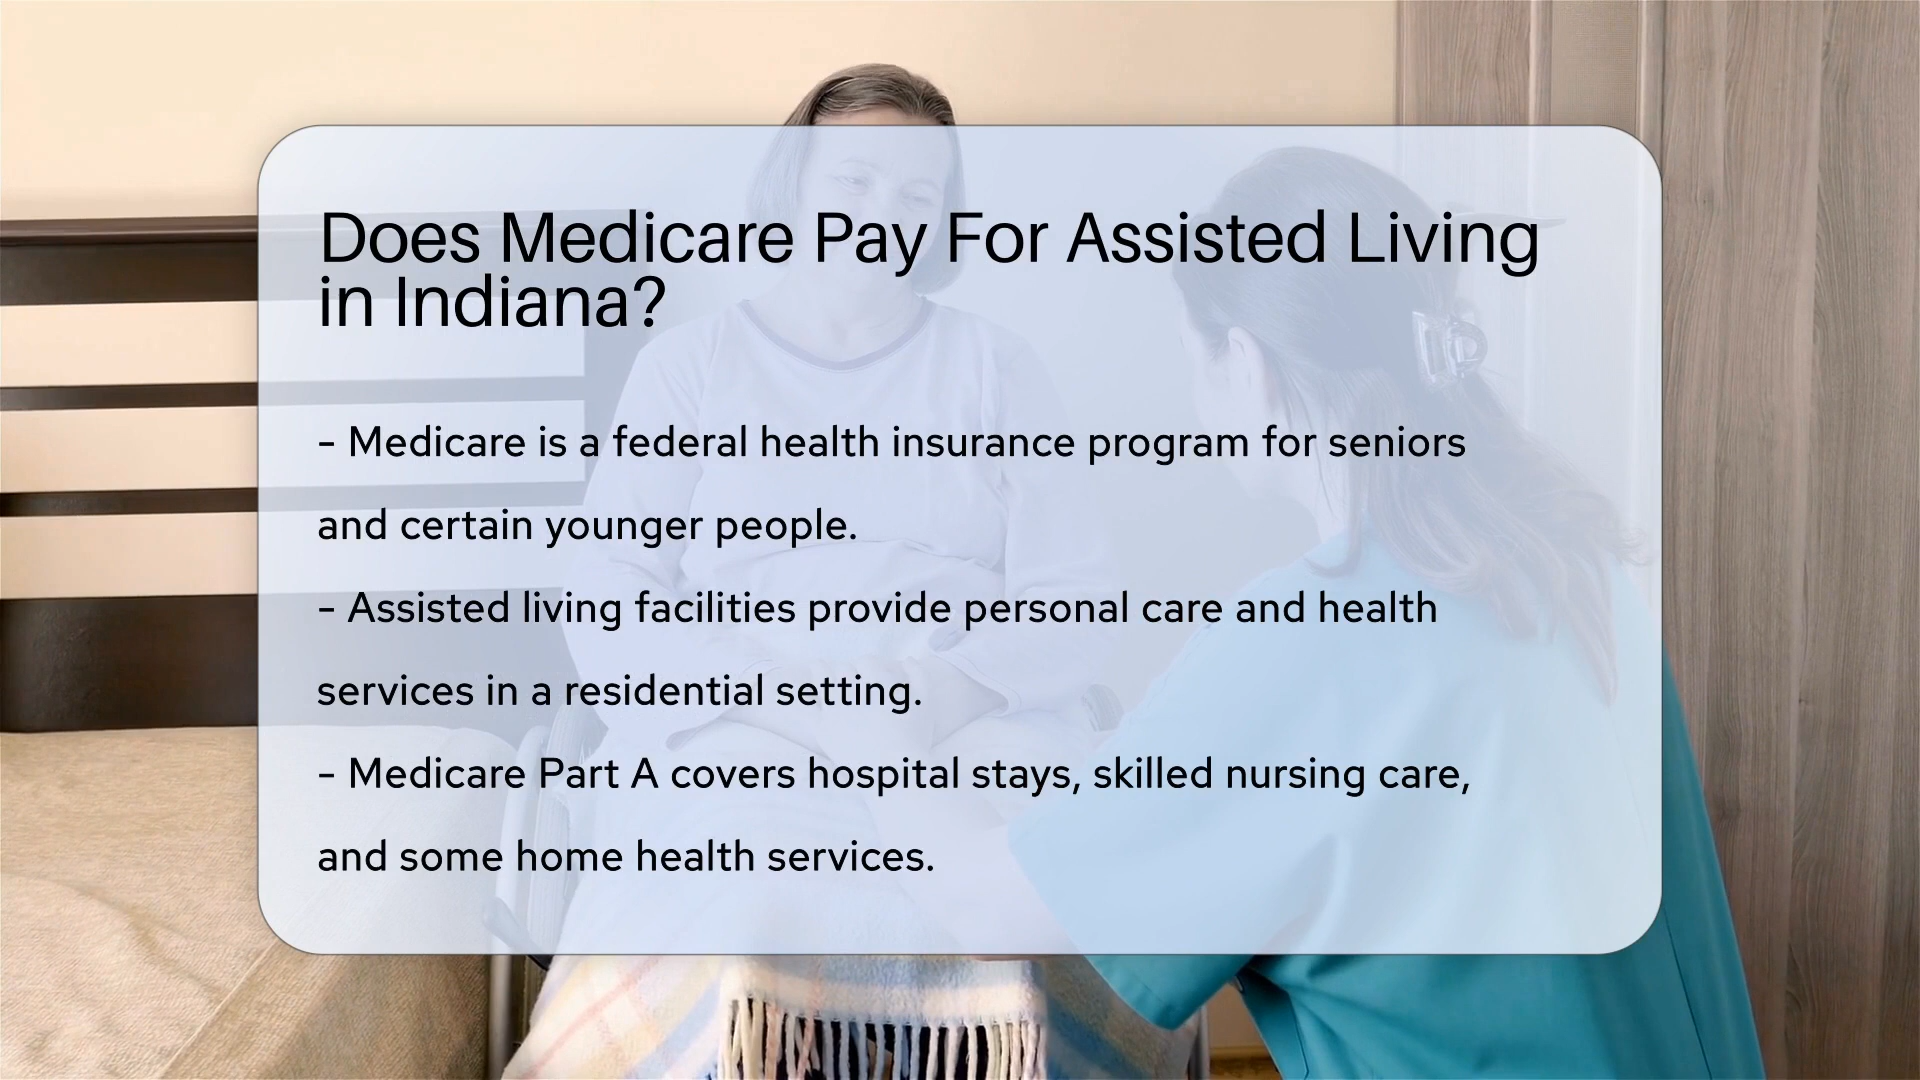 Does Medicare Pay For Assisted Living
in Indiana?
- Medicare is a federal health insurance program for seniors
and certain younger people.
- Assisted living facilities provide personal care and health
services in a residential setting.
- Medicare Part A covers hospital stays, skilled nursing care,
and some home health services.